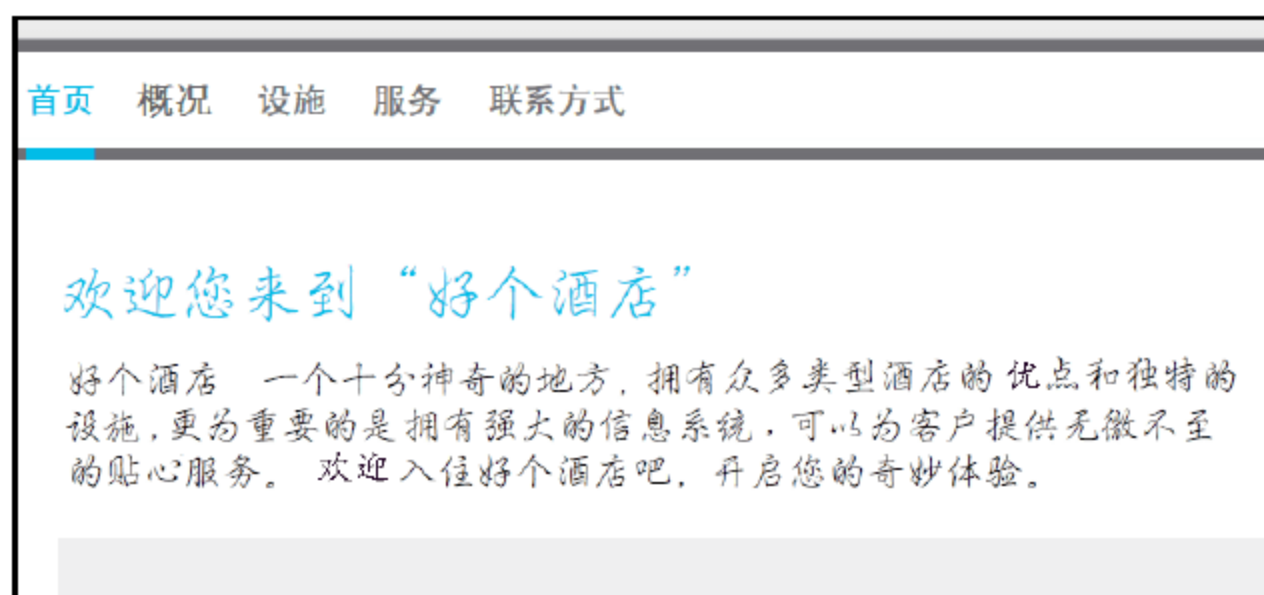 首页 概况 设施 服务 联系方式
欢迎您来到“好个酒店”
好个酒店 一个十分神奇的地方，拥有众多类型酒店的 优点和独特的
设施，更为重要的是拥有强大的信息系统，可以为客户提供无微不至
的贴心服务。 欢迎入住好个酒店吧，开启您的奇妙体验。